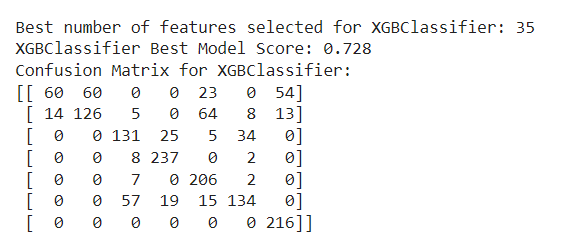 Best number of features selected for XGBClassifier: 35
XGBClassifier Best Model Score: 0.728
Confusion Matrix for XGBClassifier:
[[ 60  60   0   0  23   0  54]
 [ 14 126   5   0  64   8  13]
 [  0   0 131  25   5  34   0]
 [  0   0   8 237   0   2   0]
 [  0   0   7   0 206   2   0]
 [  0   0  57  19  15 134   0]
 [  0   0   0   0   0   0 216]]